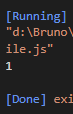 [Running]
"d:\Bruno\
ile.js"
1
[Done] exi